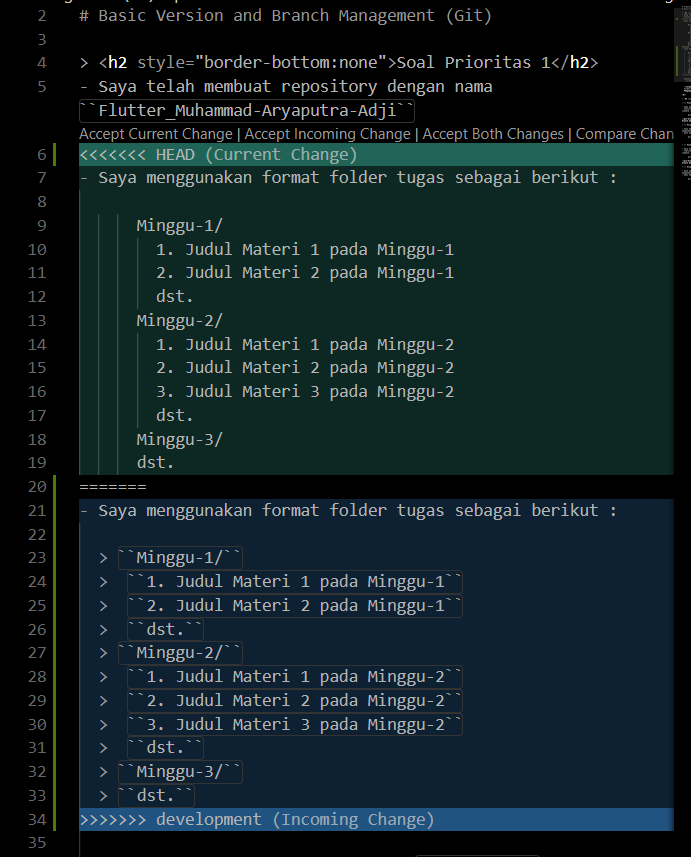 2 # Basic Version and Branch Management (Git)
3
4 > <h2 style="border-bottom:none">Soal Prioritas 1</h2>
5 - Saya telah membuat repository dengan nama
``Flutter_Muhammad-Aryaputra-Adji``
Accept Current Change | Accept Incoming Change | Accept Both Changes | Compare Chan
6 <<<<<<< HEAD (Current Change)
7 - Saya menggunakan format folder tugas sebagai berikut :
8
9 Minggu-1/
10 1. Judul Materi 1 pada Minggu-1
11 2. Judul Materi 2 pada Minggu-1
12 dst.
13 Minggu-2/
14 1. Judul Materi 1 pada Minggu-2
15 2. Judul Materi 2 pada Minggu-2
16 3. Judul Materi 3 pada Minggu-2
17 dst.
18 Minggu-3/
19 dst.
20 =======
21 - Saya menggunakan format folder tugas sebagai berikut :
22
23 > ``Minggu-1/``
24 > ``1. Judul Materi 1 pada Minggu-1``
25 > ``2. Judul Materi 2 pada Minggu-1``
26 > ``dst.``
27 > ``Minggu-2/``
28 > ``1. Judul Materi 1 pada Minggu-2``
29 > ``2. Judul Materi 2 pada Minggu-2``
30 > ``3. Judul Materi 3 pada Minggu-2``
31 > ``dst.``
32 > ``Minggu-3/``
33 > ``dst.``
34 >>>>>>> development (Incoming Change)
35